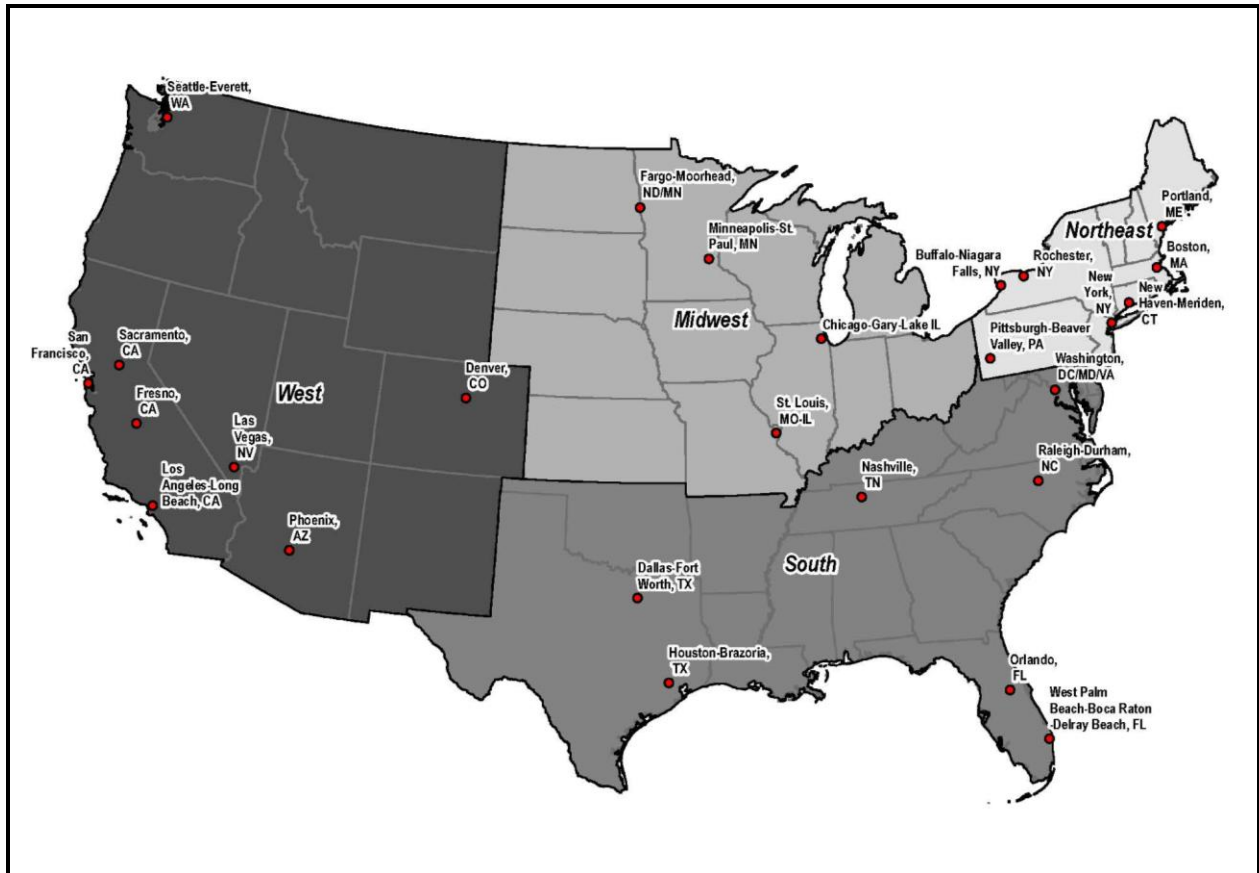 Seattle-Everett,
WA
Fargo-Moorhead,
ND/MN
Minneapolis-St.
Paul, MN
Portland,
ME
Northeast
Boston,
MA
Buffalo-Niagara
Falls, NY
Rochester,
NY
New
York,
NY
New
Haven-Meriden,
CT
Midwest
Chicago-Gary-Lake IL
Pittsburgh-Beaver
Valley, PA
Washington,
DC/MD/VA
San
Francisco,
CA
Sacramento,
CA
Fresno,
CA
West
Denver,
CO
Las
Vegas,
NV
St. Louis,
MO-IL
Los
Angeles-Long
Beach, CA
Nashville,
TN
Raleigh-Durham,
NC
Phoenix,
AZ
Dallas-Fort
Worth, TX
South
Houston-Brazoria,
TX
Orlando,
FL
West Palm
Beach-Boca Raton
-Delray Beach, FL